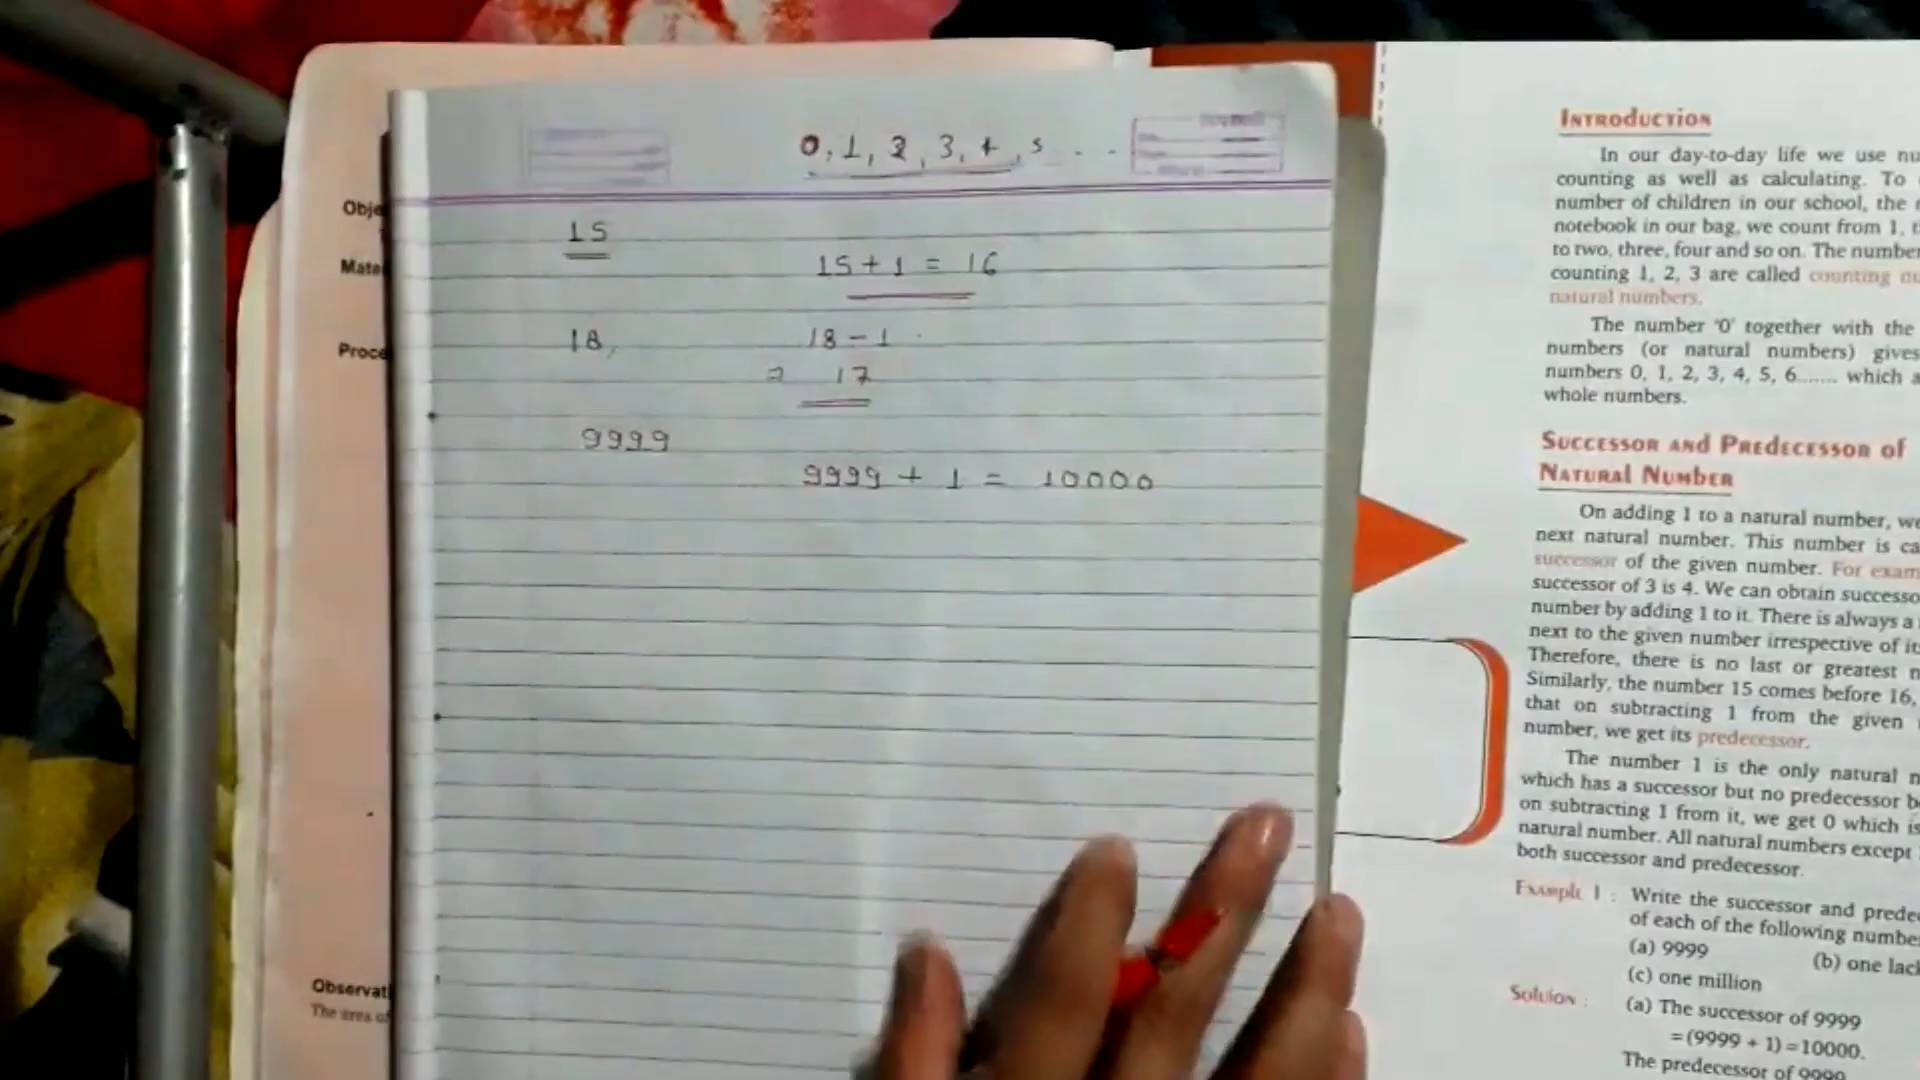 0, 1, 2, 3, 4, 5 . . .
15
15 + 1 = 16
18,
18 - 1
= 17
9999
9999 + 1 = 10000
Obje
Mate
Proce
Observat
The area of
INTRODUCTION
In our day-to-day life we use nu
counting as well as calculating. To
number of children in our school, the
notebook in our bag, we count from 1, t
to two, three, four and so on. The number
counting 1, 2, 3 are called counting nu
natural numbers.
The number '0' together with the
numbers (or natural numbers) gives
numbers 0, 1, 2, 3, 4, 5, 6....... which a
whole numbers.
SUCCESSOR AND PREDECESSOR OF
NATURAL NUMBER
On adding 1 to a natural number, we
next natural number. This number is ca
successor of the given number. For exam
successor of 3 is 4. We can obtain successo
number by adding 1 to it. There is always a
next to the given number irrespective of its
Therefore, there is no last or greatest n
Similarly, the number 15 comes before 16,
that on subtracting 1 from the given
number, we get its predecessor.
The number 1 is the only natural n
which has a successor but no predecessor b
on subtracting 1 from it, we get 0 which is
natural number. All natural numbers except
both successor and predecessor.
Example 1 : Write the successor and prede
of each of the following number
(a) 9999 (b) one lac
(c) one million
Soluion : (a) The successor of 9999
= (9999 + 1) = 10000.
The predecessor of 9999